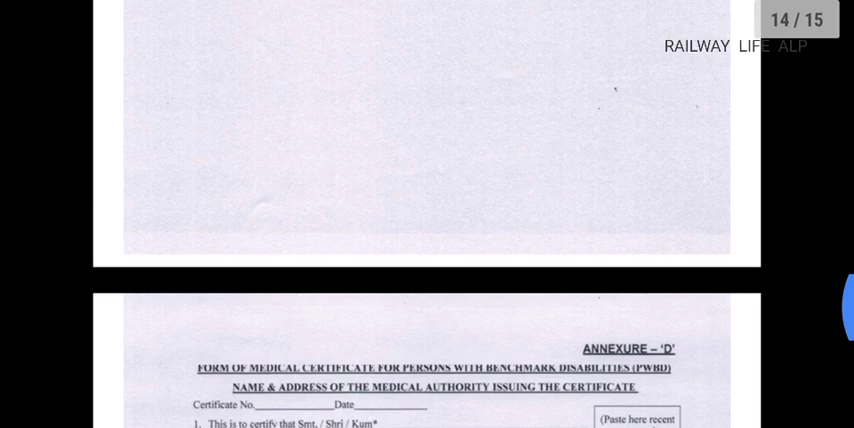 14 / 15
RAILWAY LIFE ALP
ANNEXURE – ‘D’
FORM OF MEDICAL CERTIFICATE FOR PERSONS WITH BENCHMARK DISABILITIES (PWBD)
NAME & ADDRESS OF THE MEDICAL AUTHORITY ISSUING THE CERTIFICATE
Certificate No.____________Date___________
1. This is to certify that Smt. / Shri / Kum*
(Paste here recent